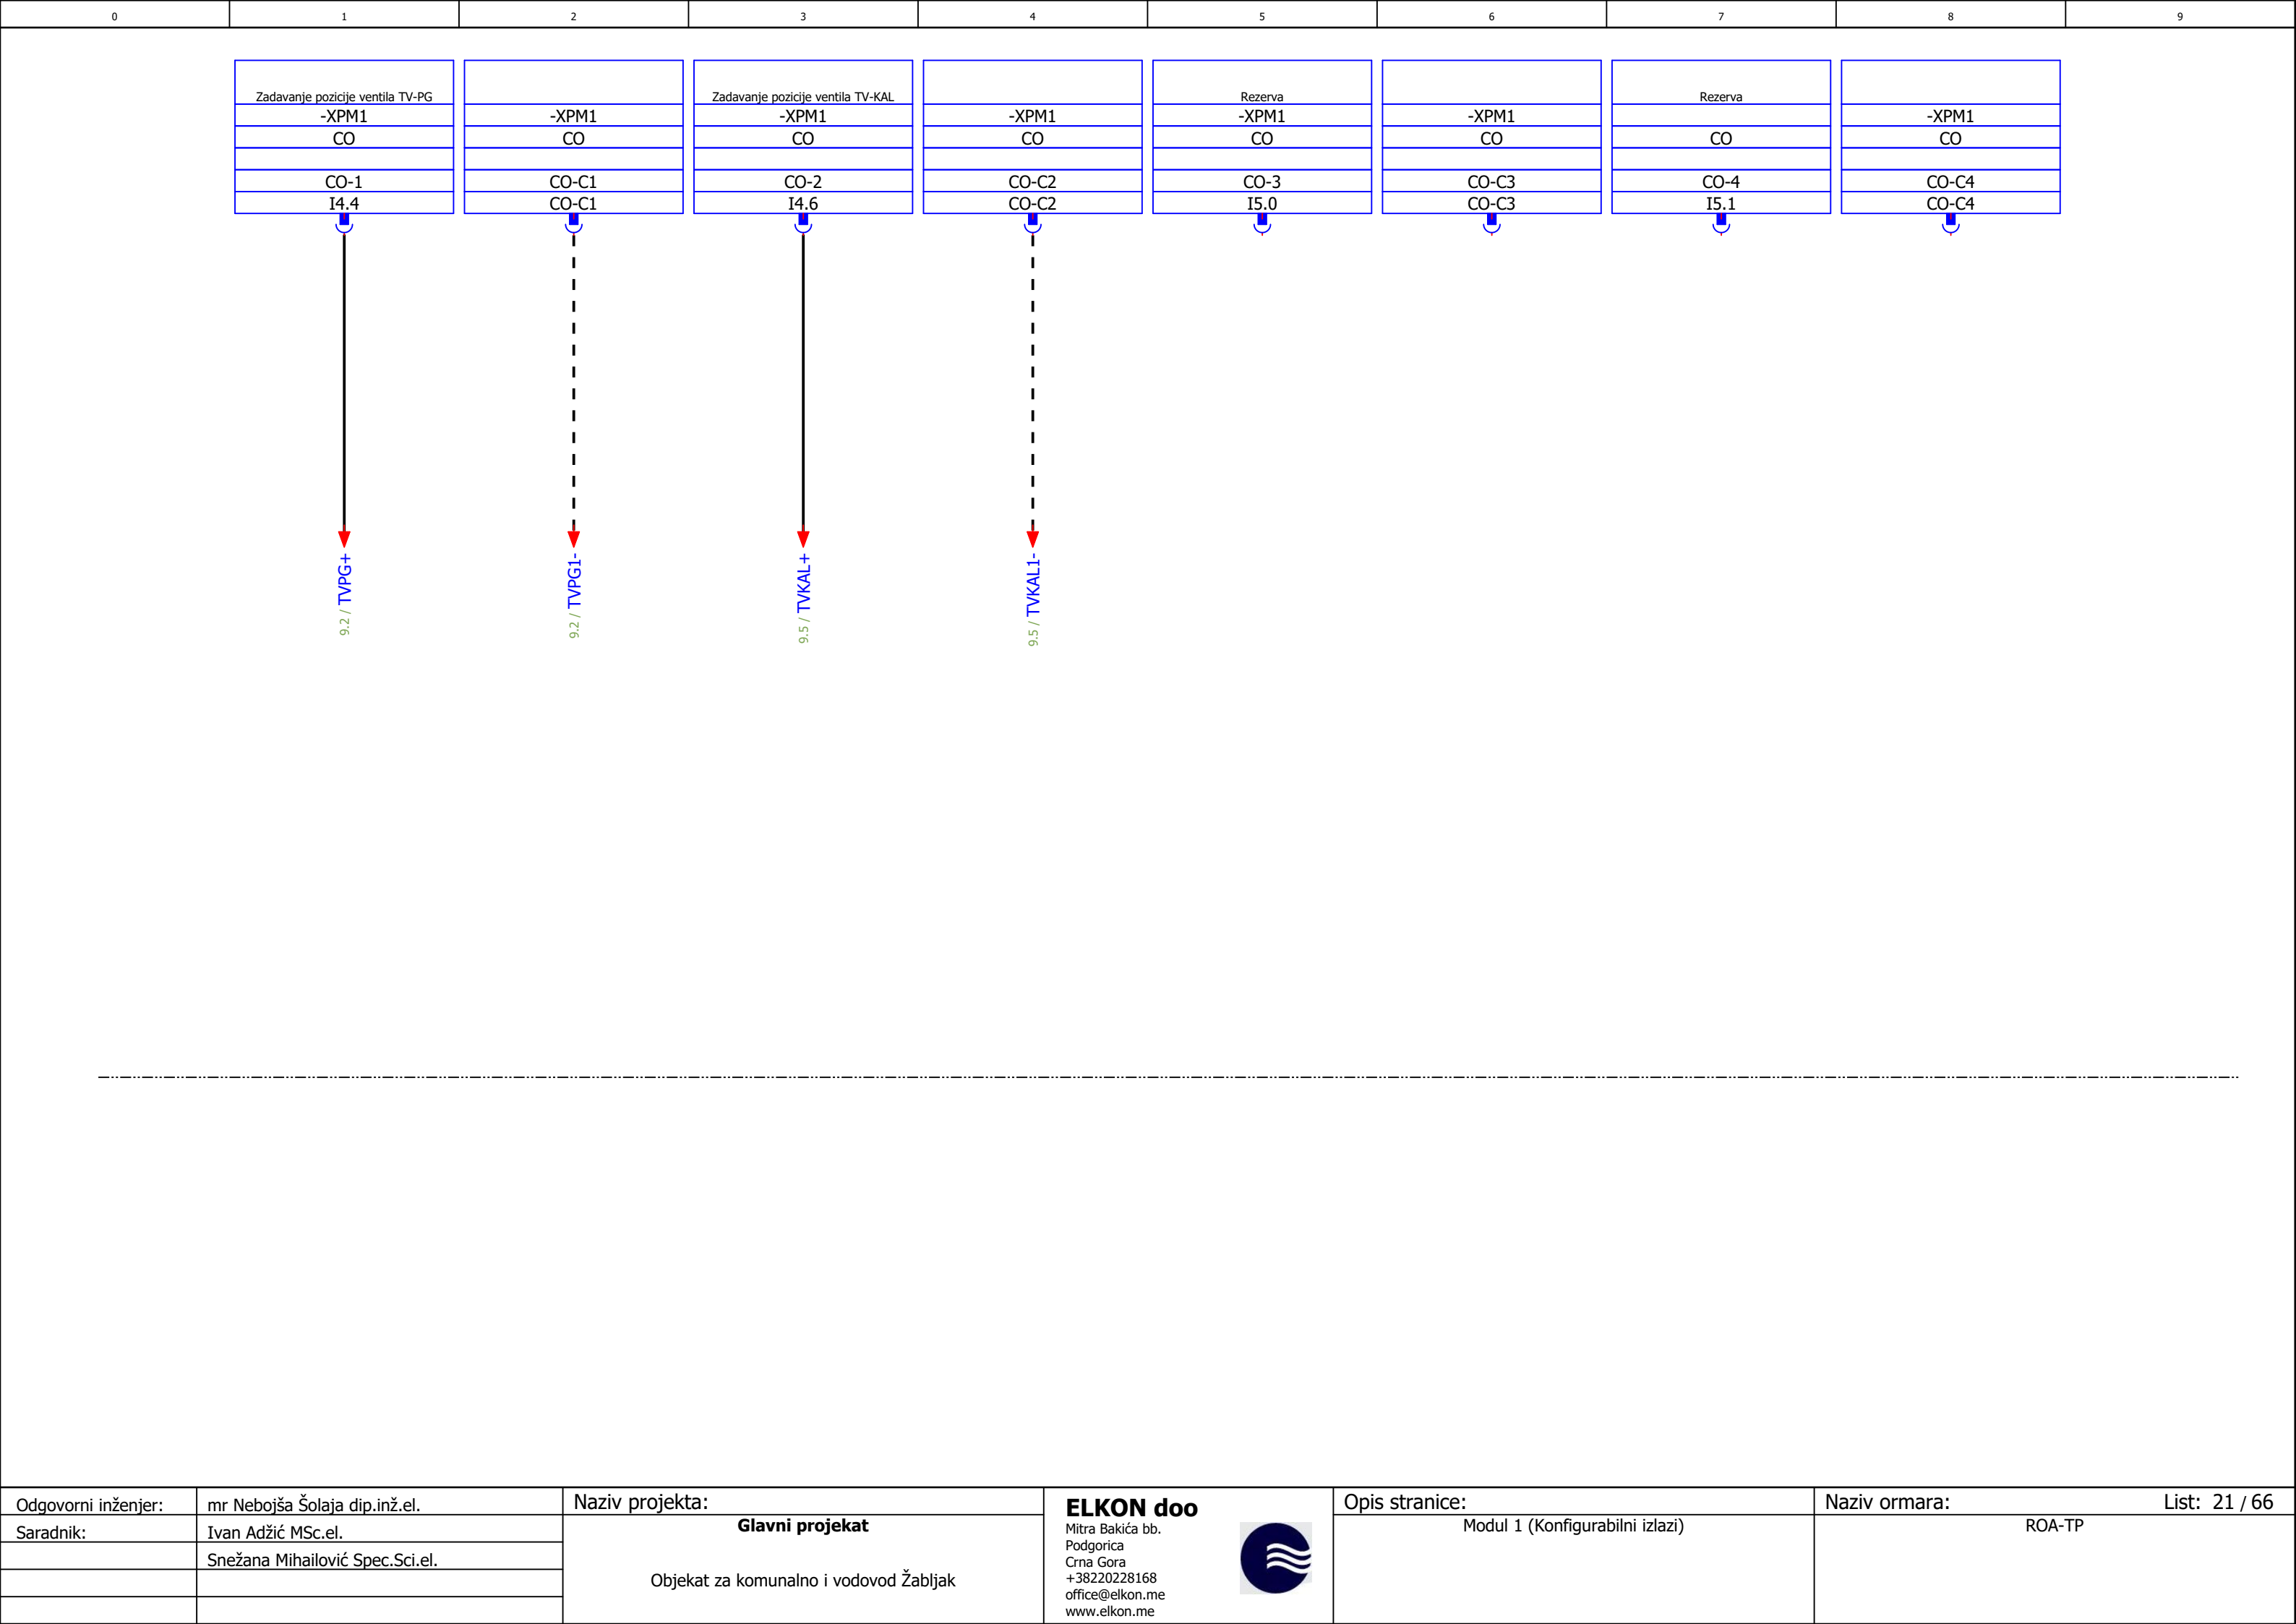 0 1 2 3 4 5 6 7 8 9
Zadavanje pozicije ventila TV-PG Zadavanje pozicije ventila TV-KAL Rezerva Rezerva
-XPM1 -XPM1 -XPM1 -XPM1 -XPM1 -XPM1 -XPM1
CO CO CO CO CO CO CO CO
CO-1 CO-C1 CO-2 CO-C2 CO-3 CO-C3 CO-4 CO-C4
I4.4 CO-C1 I4.6 CO-C2 I5.0 CO-C3 I5.1 CO-C4
9.2 / TVPG+
9.2 / TVPG1-
9.5 / TVKAL+
9.5 / TVKAL1-
Odgovorni inženjer: mr Nebojša Šolaja dip.inž.el.
Saradnik: Ivan Adžić MSc.el.
Snežana Mihailović Spec.Sci.el.
Naziv projekta:
Glavni projekat
Objekat za komunalno i vodovod Žabljak
ELKON doo
Mitra Bakića bb.
Podgorica
Crna Gora
+38220228168
office@elkon.me
www.elkon.me
Opis stranice:
Modul 1 (Konfigurabilni izlazi)
Naziv ormara: List: 21 / 66
ROA-TP